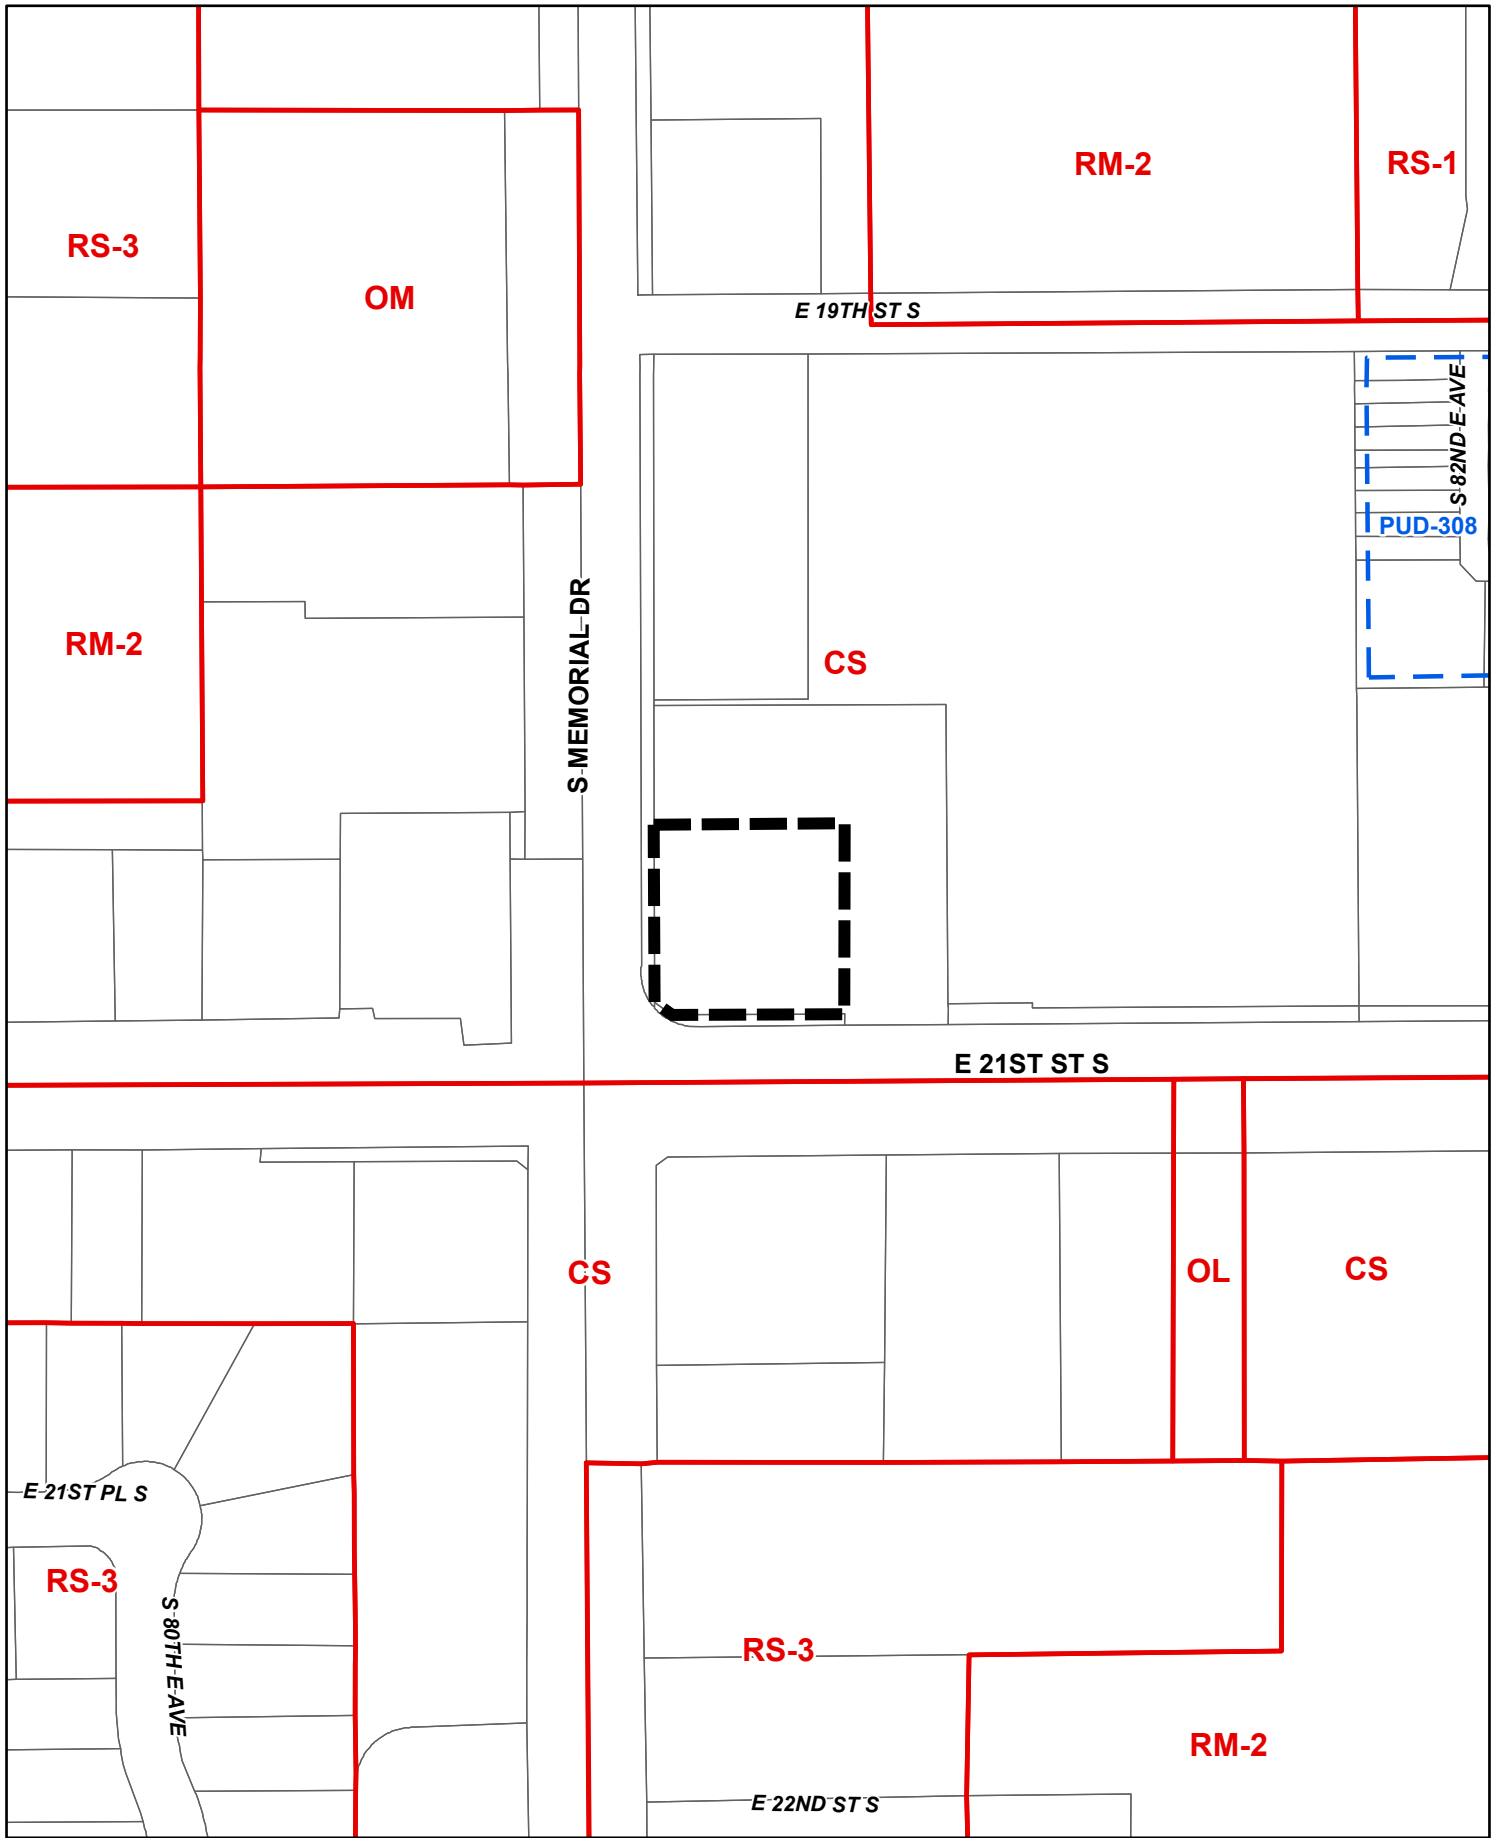 RM-2
RS-1
RS-3
OM
E 19TH ST S
S 82ND E AVE
PUD-308
RM-2
S MEMORIAL DR
CS
E 21ST ST S
CS
OL
CS
E 21ST PL S
RS-3
S 80TH E AVE
RS-3
RM-2
E 22ND ST S